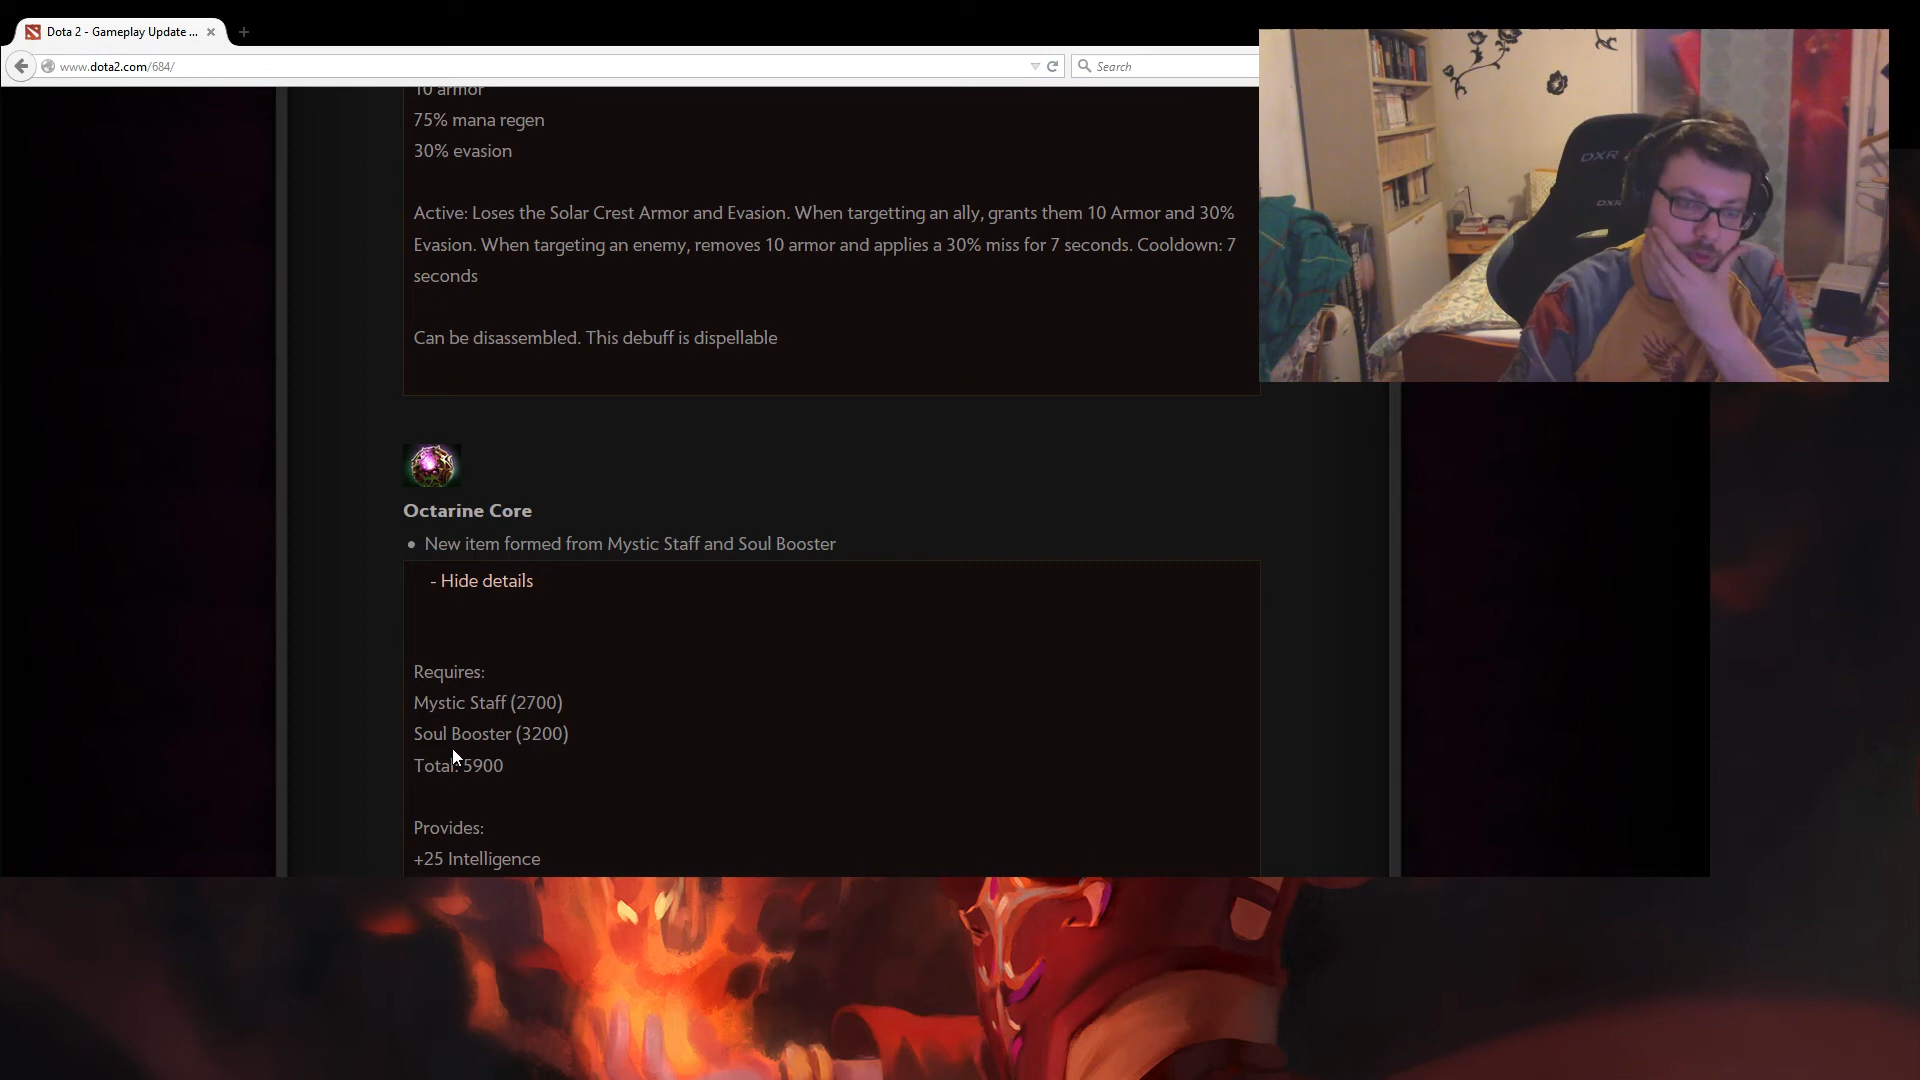 Dota 2 - Gameplay Update ...
www.dota2.com/684/
Search
10 armor
75% mana regen
30% evasion
Active: Loses the Solar Crest Armor and Evasion. When targetting an ally, grants them 10 Armor and 30%
Evasion. When targeting an enemy, removes 10 armor and applies a 30% miss for 7 seconds. Cooldown: 7
seconds
Can be disassembled. This debuff is dispellable
Octarine Core
• New item formed from Mystic Staff and Soul Booster
- Hide details
Requires:
Mystic Staff (2700)
Soul Booster (3200)
Total: 5900
Provides:
+25 Intelligence
DXR
DXR